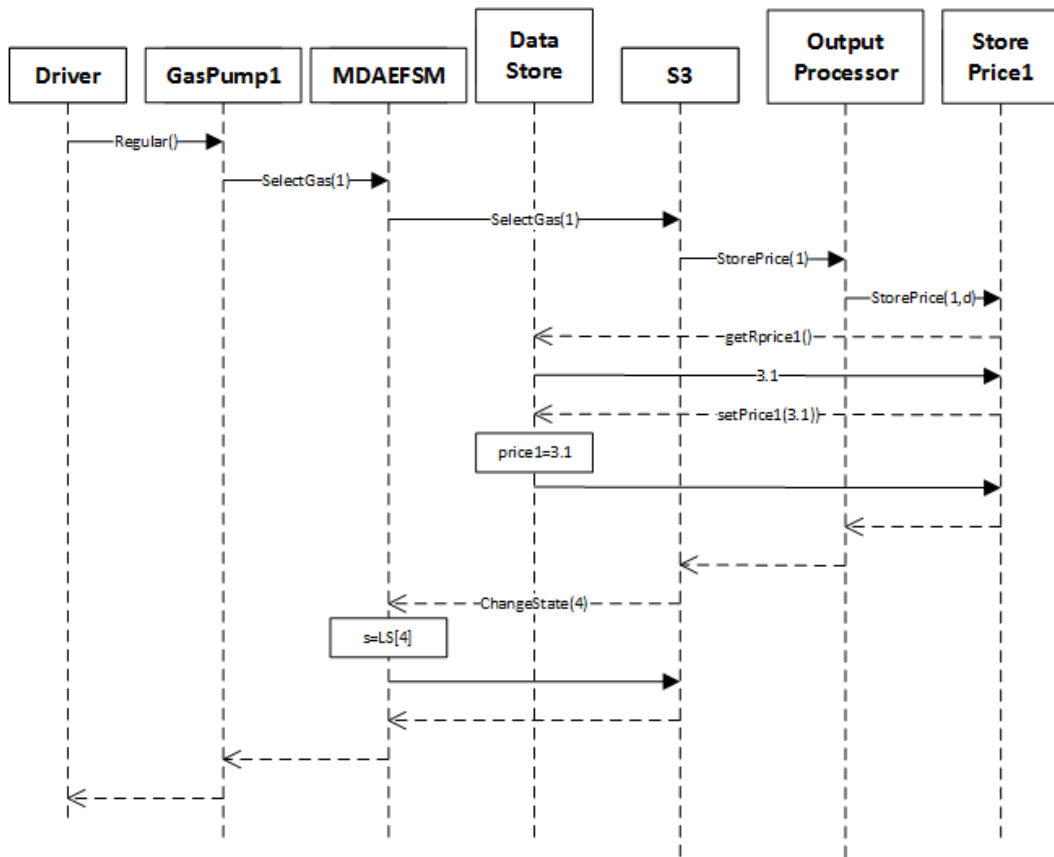 Driver
GasPump1
MDAEFSM
Data
Store
S3
Output
Processor
Store
Price1
Regular()
SelectGas(1)
SelectGas(1)
StorePrice(1)
StorePrice(1,d)
getRprice1()
3.1
setPrice1(3.1))
price1=3.1
ChangeState(4)
s=LS[4]